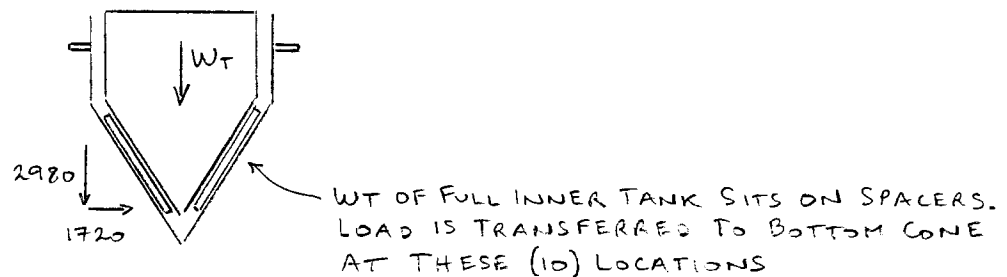 WT
2980
1720
WT OF FULL INNER TANK SITS ON SPACERS.
LOAD IS TRANSFERRED TO BOTTOM CONE
AT THESE (10) LOCATIONS